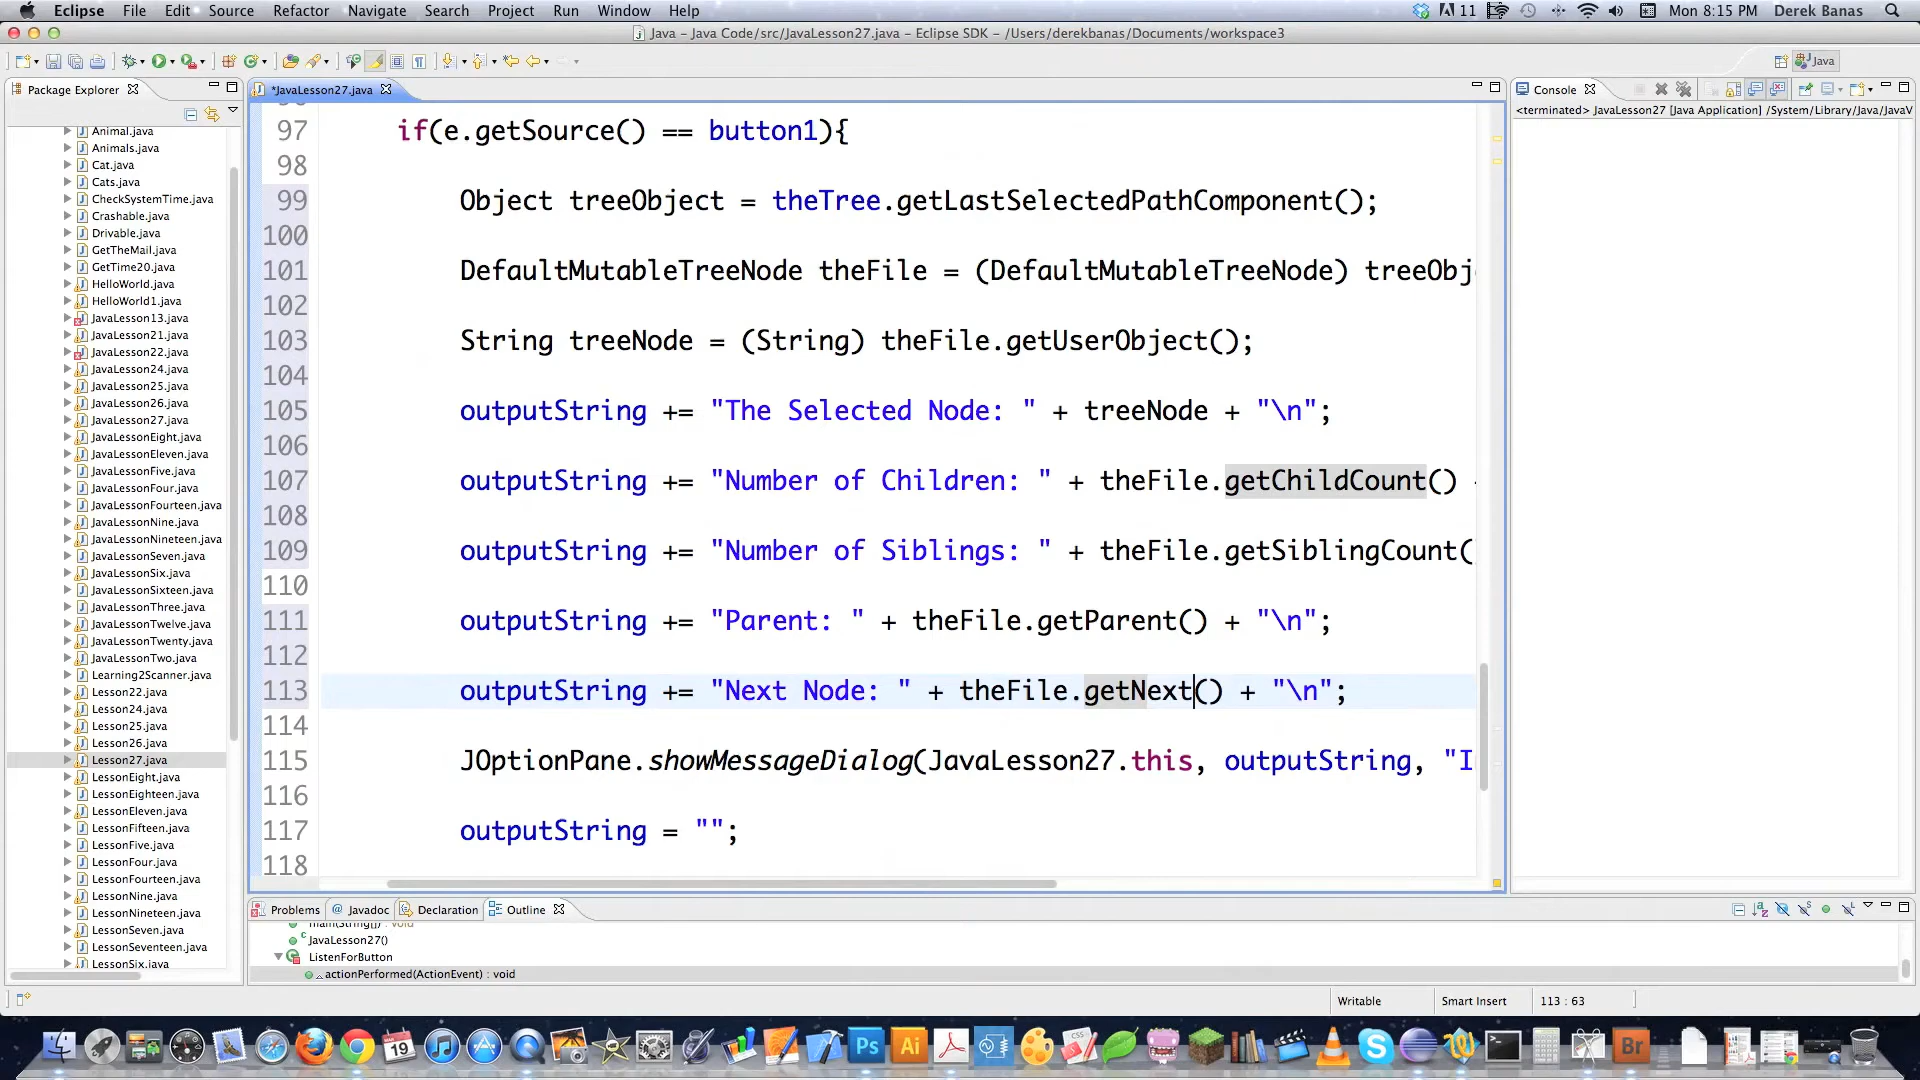 Eclipse File Edit Source Refactor Navigate Search Project Run Window Help 11 Mon 8:15 PM Derek Banas
Java – Java Code/src/JavaLesson27.java – Eclipse SDK – /Users/derekbanas/Documents/workspace3
Java
Package Explorer
*JavaLesson27.java
Console
<terminated> JavaLesson27 [Java Application] /System/Library/Java/JavaV
Animal.java
Animals.java
Cat.java
Cats.java
CheckSystemTime.java
Crashable.java
Drivable.java
GetTheMail.java
GetTime20.java
HelloWorld.java
HelloWorld1.java
JavaLesson13.java
JavaLesson21.java
JavaLesson22.java
JavaLesson24.java
JavaLesson25.java
JavaLesson26.java
JavaLesson27.java
JavaLessonEight.java
JavaLessonEleven.java
JavaLessonFive.java
JavaLessonFour.java
JavaLessonFourteen.java
JavaLessonNine.java
JavaLessonNineteen.java
JavaLessonSeven.java
JavaLessonSix.java
JavaLessonSixteen.java
JavaLessonThree.java
JavaLessonTwelve.java
JavaLessonTwenty.java
JavaLessonTwo.java
Learning2Scanner.java
Lesson22.java
Lesson24.java
Lesson25.java
Lesson26.java
Lesson27.java
LessonEight.java
LessonEighteen.java
LessonEleven.java
LessonFifteen.java
LessonFive.java
LessonFour.java
LessonFourteen.java
LessonNine.java
LessonNineteen.java
LessonSeven.java
LessonSeventeen.java
LessonSix.java
97 if(e.getSource() == button1){
98
99 Object treeObject = theTree.getLastSelectedPathComponent();
100
101 DefaultMutableTreeNode theFile = (DefaultMutableTreeNode) treeObj
102
103 String treeNode = (String) theFile.getUserObject();
104
105 outputString += "The Selected Node: " + treeNode + "\n";
106
107 outputString += "Number of Children: " + theFile.getChildCount()
108
109 outputString += "Number of Siblings: " + theFile.getSiblingCount(
110
111 outputString += "Parent: " + theFile.getParent() + "\n";
112
113 outputString += "Next Node: " + theFile.getNext() + "\n";
114
115 JOptionPane.showMessageDialog(JavaLesson27.this, outputString, "I
116
117 outputString = "";
118
Problems @ Javadoc Declaration Outline
main(String[]) : void
JavaLesson27()
ListenForButton
actionPerformed(ActionEvent) : void
Writable Smart Insert 113 : 63
19 Ps Ai Br